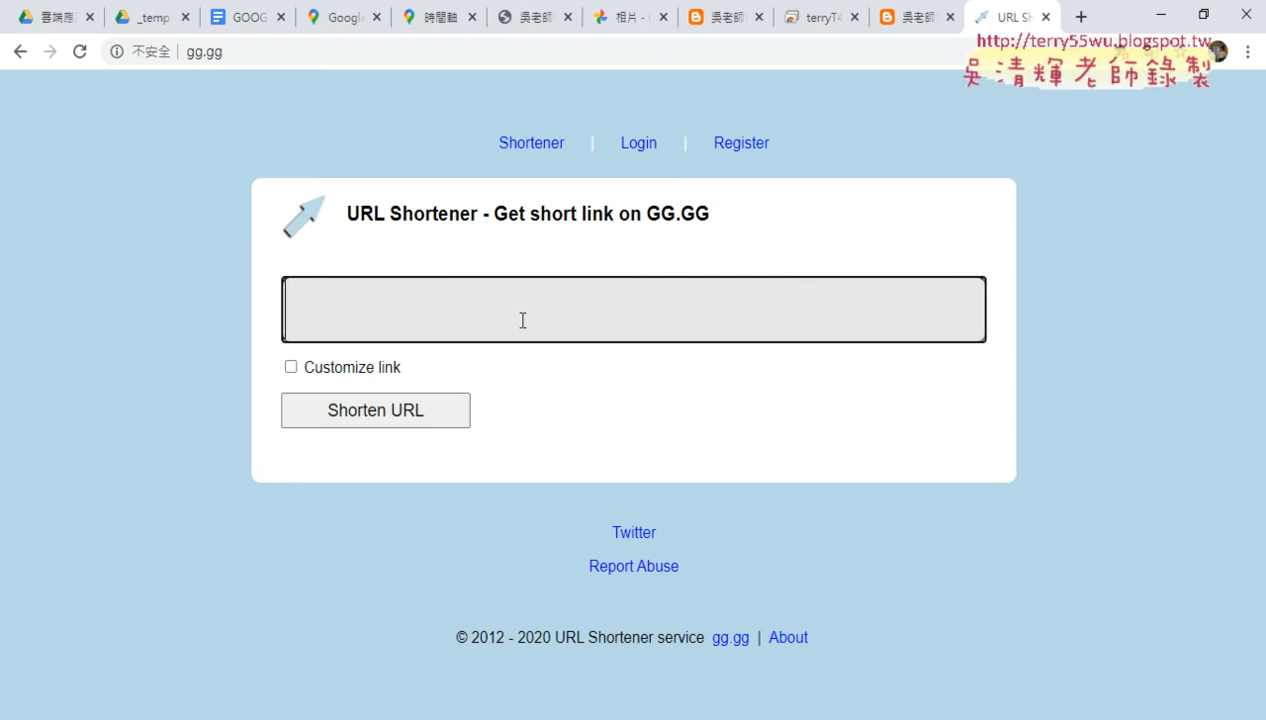 雲端應
_temp
GOOG
Google
時間軸
吳老師
相片 - 
吳老師
terryT4
吳老師
URL Sh
不安全
gg.gg
http://terry55wu.blogspot.tw
吳清輝老師錄製
Shortener | Login | Register
URL Shortener - Get short link on GG.GG
Customize link
Shorten URL
Twitter
Report Abuse
© 2012 - 2020 URL Shortener service gg.gg | About